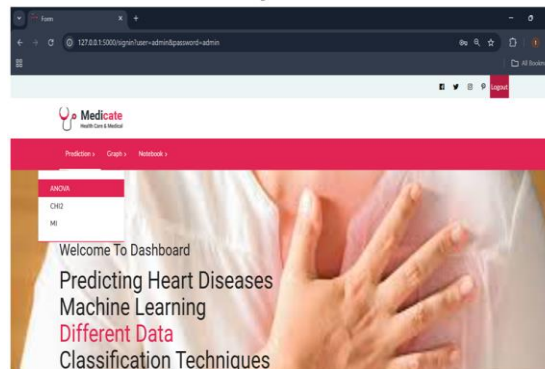 Form
127.0.0.1:5000/signin?user=admin&password=admin
All Bookm
Logout
Medicate
Health Care & Medical
Prediction › Graph › Notebook ›
ANOVA
CHI2
MI
Welcome To Dashboard
Predicting Heart Diseases
Machine Learning
Different Data
Classification Techniques